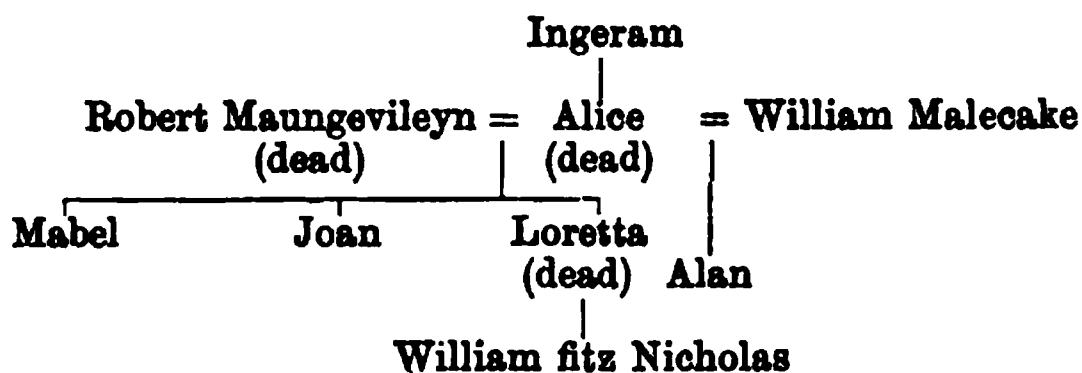 Ingeram
Robert Maungevileyn = Alice = William Malecake
(dead) (dead)
Mabel Joan Loretta
(dead) Alan
William fitz Nicholas